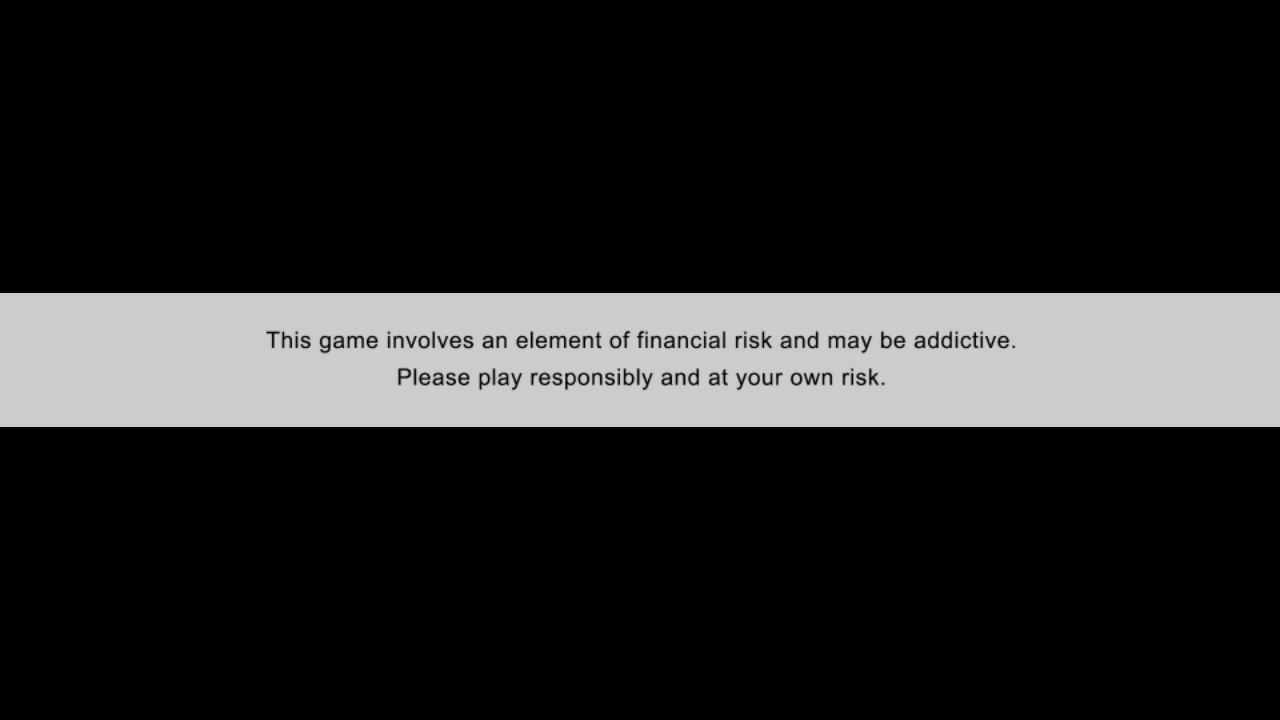 This game involves an element of financial risk and may be addictive.
Please play responsibly and at your own risk.